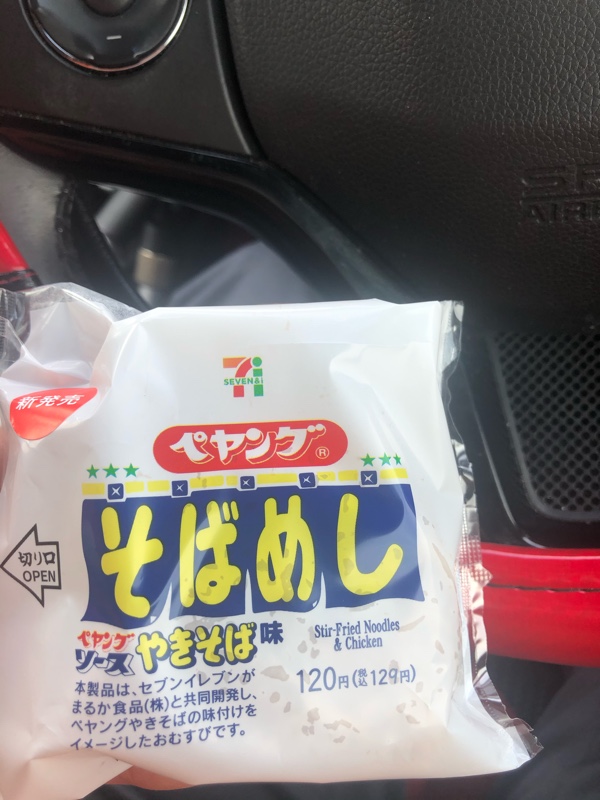 SR
AIR
SEVEN&i
新発売
ペヤング®
そばめし
切り口
OPEN
ペヤング
ソース やきそば味
Stir-Fried Noodles
& Chicken
120円(税込129円)
本製品は、セブンイレブンが
まるか食品(株)と共同開発し、
ペヤングやきそばの味付けを
イメージしたおむすびです。